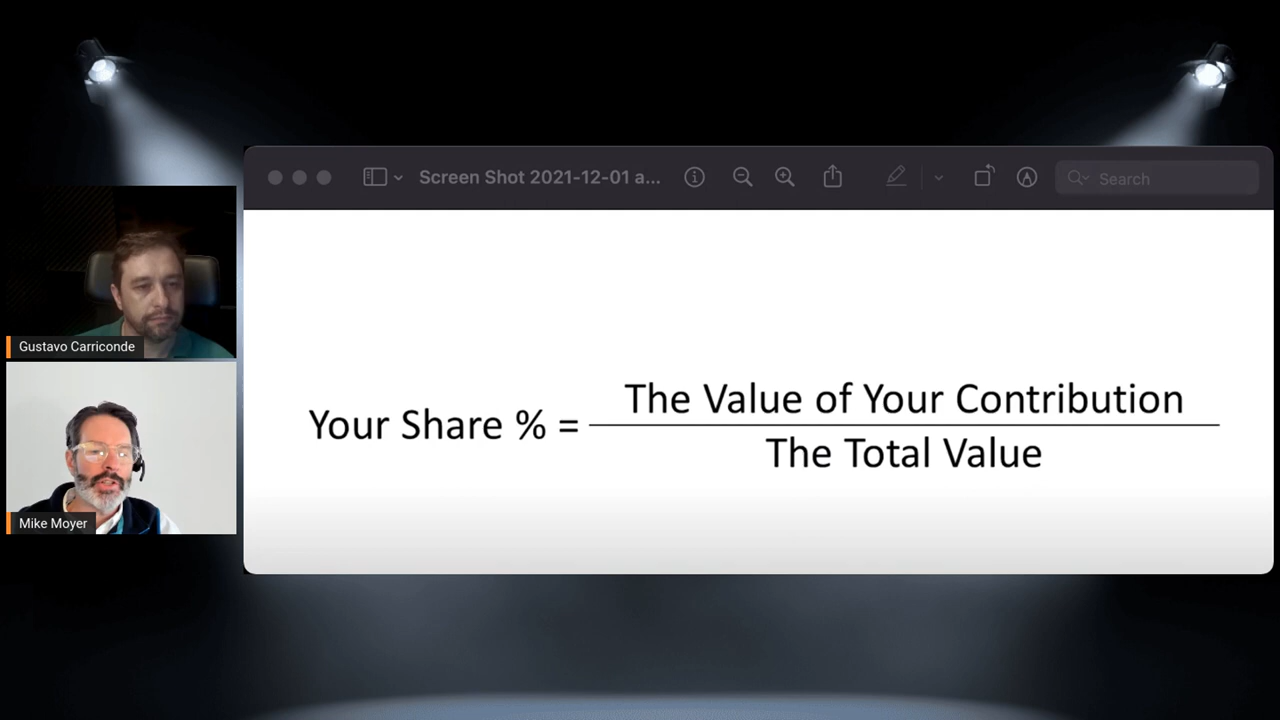 Screen Shot 2021-12-01 a...
Search
Gustavo Carriconde
Mike Moyer
Your Share % =
The Value of Your Contribution
The Total Value